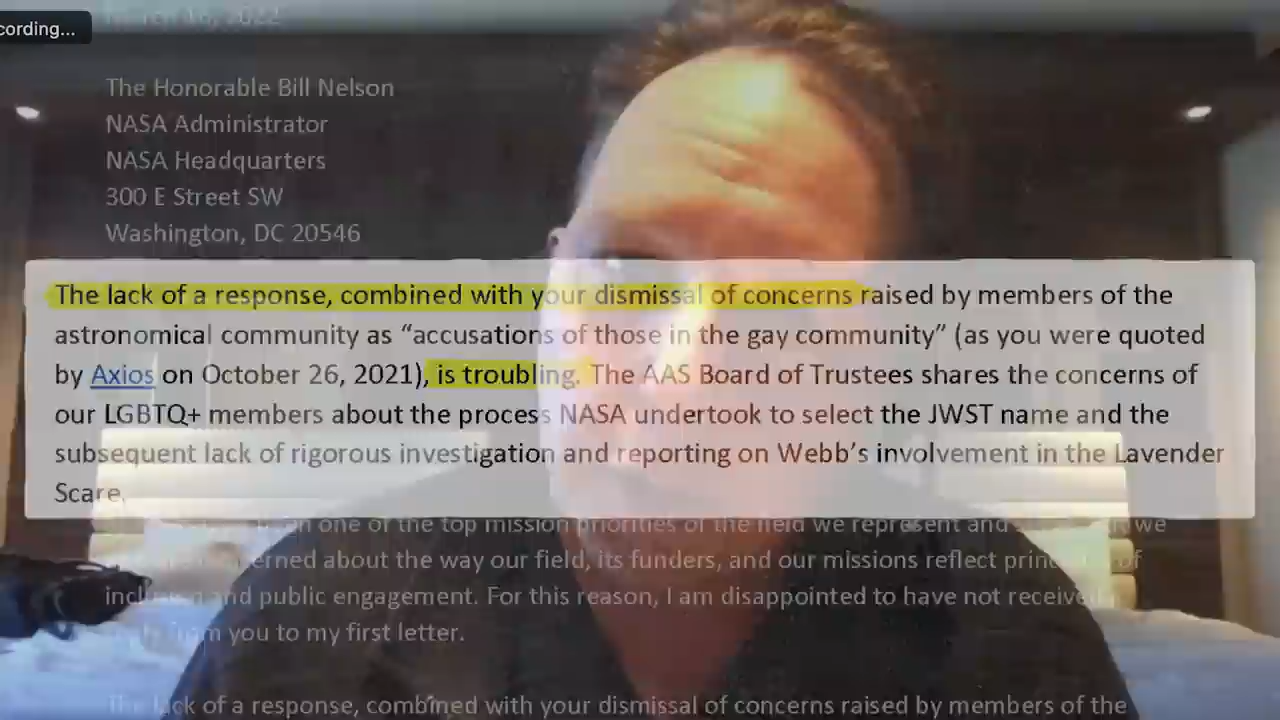 cording...
March 16, 2022
The Honorable Bill Nelson
NASA Administrator
NASA Headquarters
300 E Street SW
Washington, DC 20546
The lack of a response, combined with your dismissal of concerns raised by members of the
astronomical community as “accusations of those in the gay community” (as you were quoted
by Axios on October 26, 2021), is troubling. The AAS Board of Trustees shares the concerns of
our LGBTQ+ members about the process NASA undertook to select the JWST name and the
subsequent lack of rigorous investigation and reporting on Webb’s involvement in the Lavender
Scare.
one of the top mission priorities of the field we represent and we
about the way our field, its funders, and our missions reflect of
and public engagement. For this reason, I am disappointed to have not received
from you to my first letter.
The lack of a response, combined with your dismissal of concerns raised by members of the